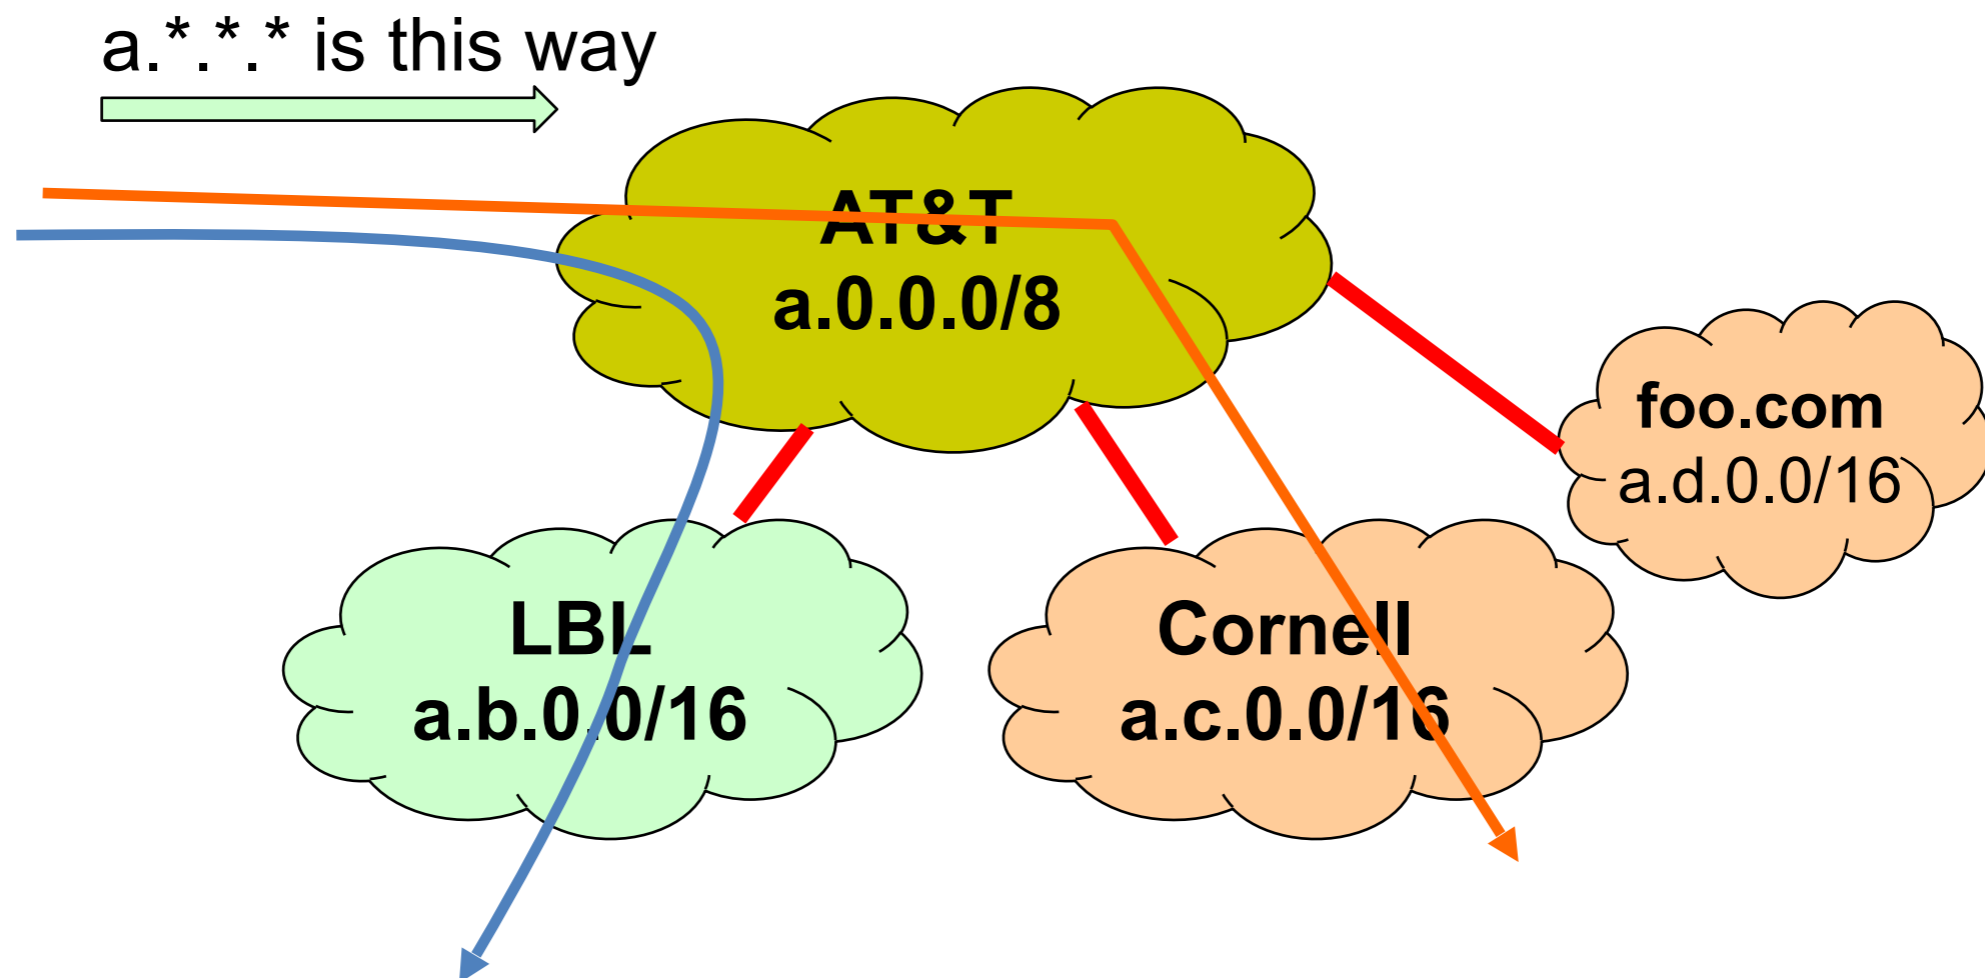 a.*.*.* is this way
AT&T
a.0.0.0/8
foo.com
a.d.0.0/16
LBL
a.b.0.0/16
Cornell
a.c.0.0/16